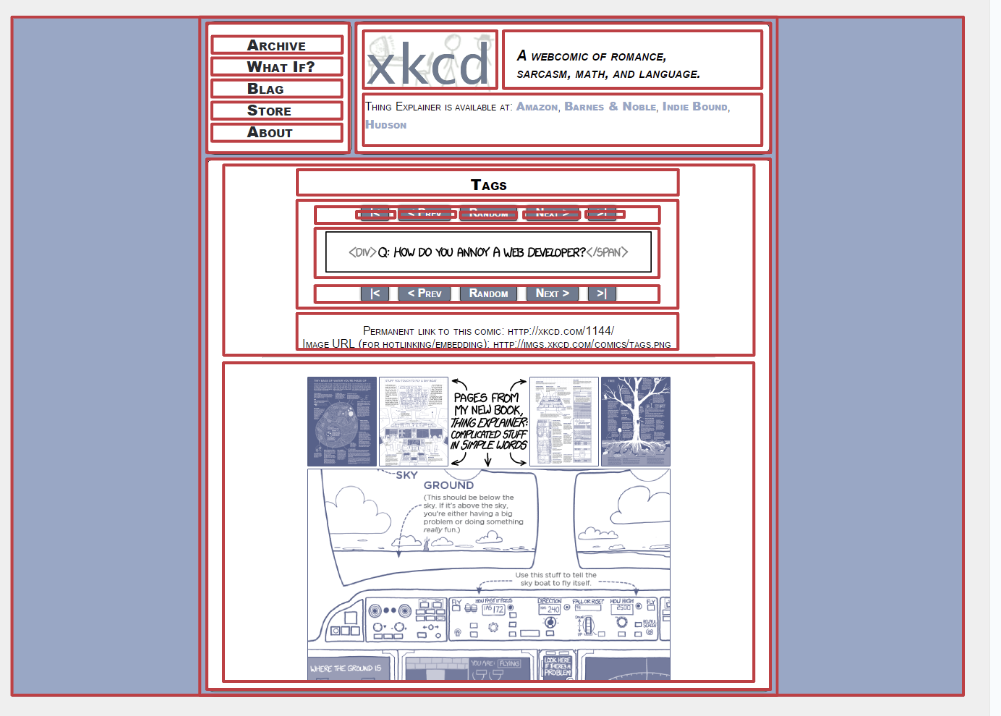 ARCHIVE
WHAT IF?
BLAG
STORE
ABOUT
xkcd
A WEBCOMIC OF ROMANCE,
SARCASM, MATH, AND LANGUAGE.
THING EXPLAINER IS AVAILABLE AT: AMAZON, BARNES & NOBLE, INDIE BOUND,
HUDSON
TAGS
|< < PREV RANDOM NEXT > >|
<DIV>Q: HOW DO YOU ANNOY A WEB DEVELOPER?</SPAN>
|< < PREV RANDOM NEXT > >|
PERMANENT LINK TO THIS COMIC: HTTP://XKCD.COM/1144/
IMAGE URL (FOR HOTLINKING/EMBEDDING): HTTP://IMGS.XKCD.COM/COMICS/TAGS.PNG
PAGES FROM
MY NEW BOOK,
THING EXPLAINER:
COMPLICATED STUFF
IN SIMPLE WORDS
SKY
GROUND
(This should be below the
sky. If it's above the sky,
you're either having a big
problem or doing something
really fun.)
Use this stuff to tell the
sky boat to fly itself.
DIRECTION
240
2500
172
WHERE THE GROUND IS
YOU MAD: FLYING
LOOK HERE
IF THERE'S A
PROBLEM